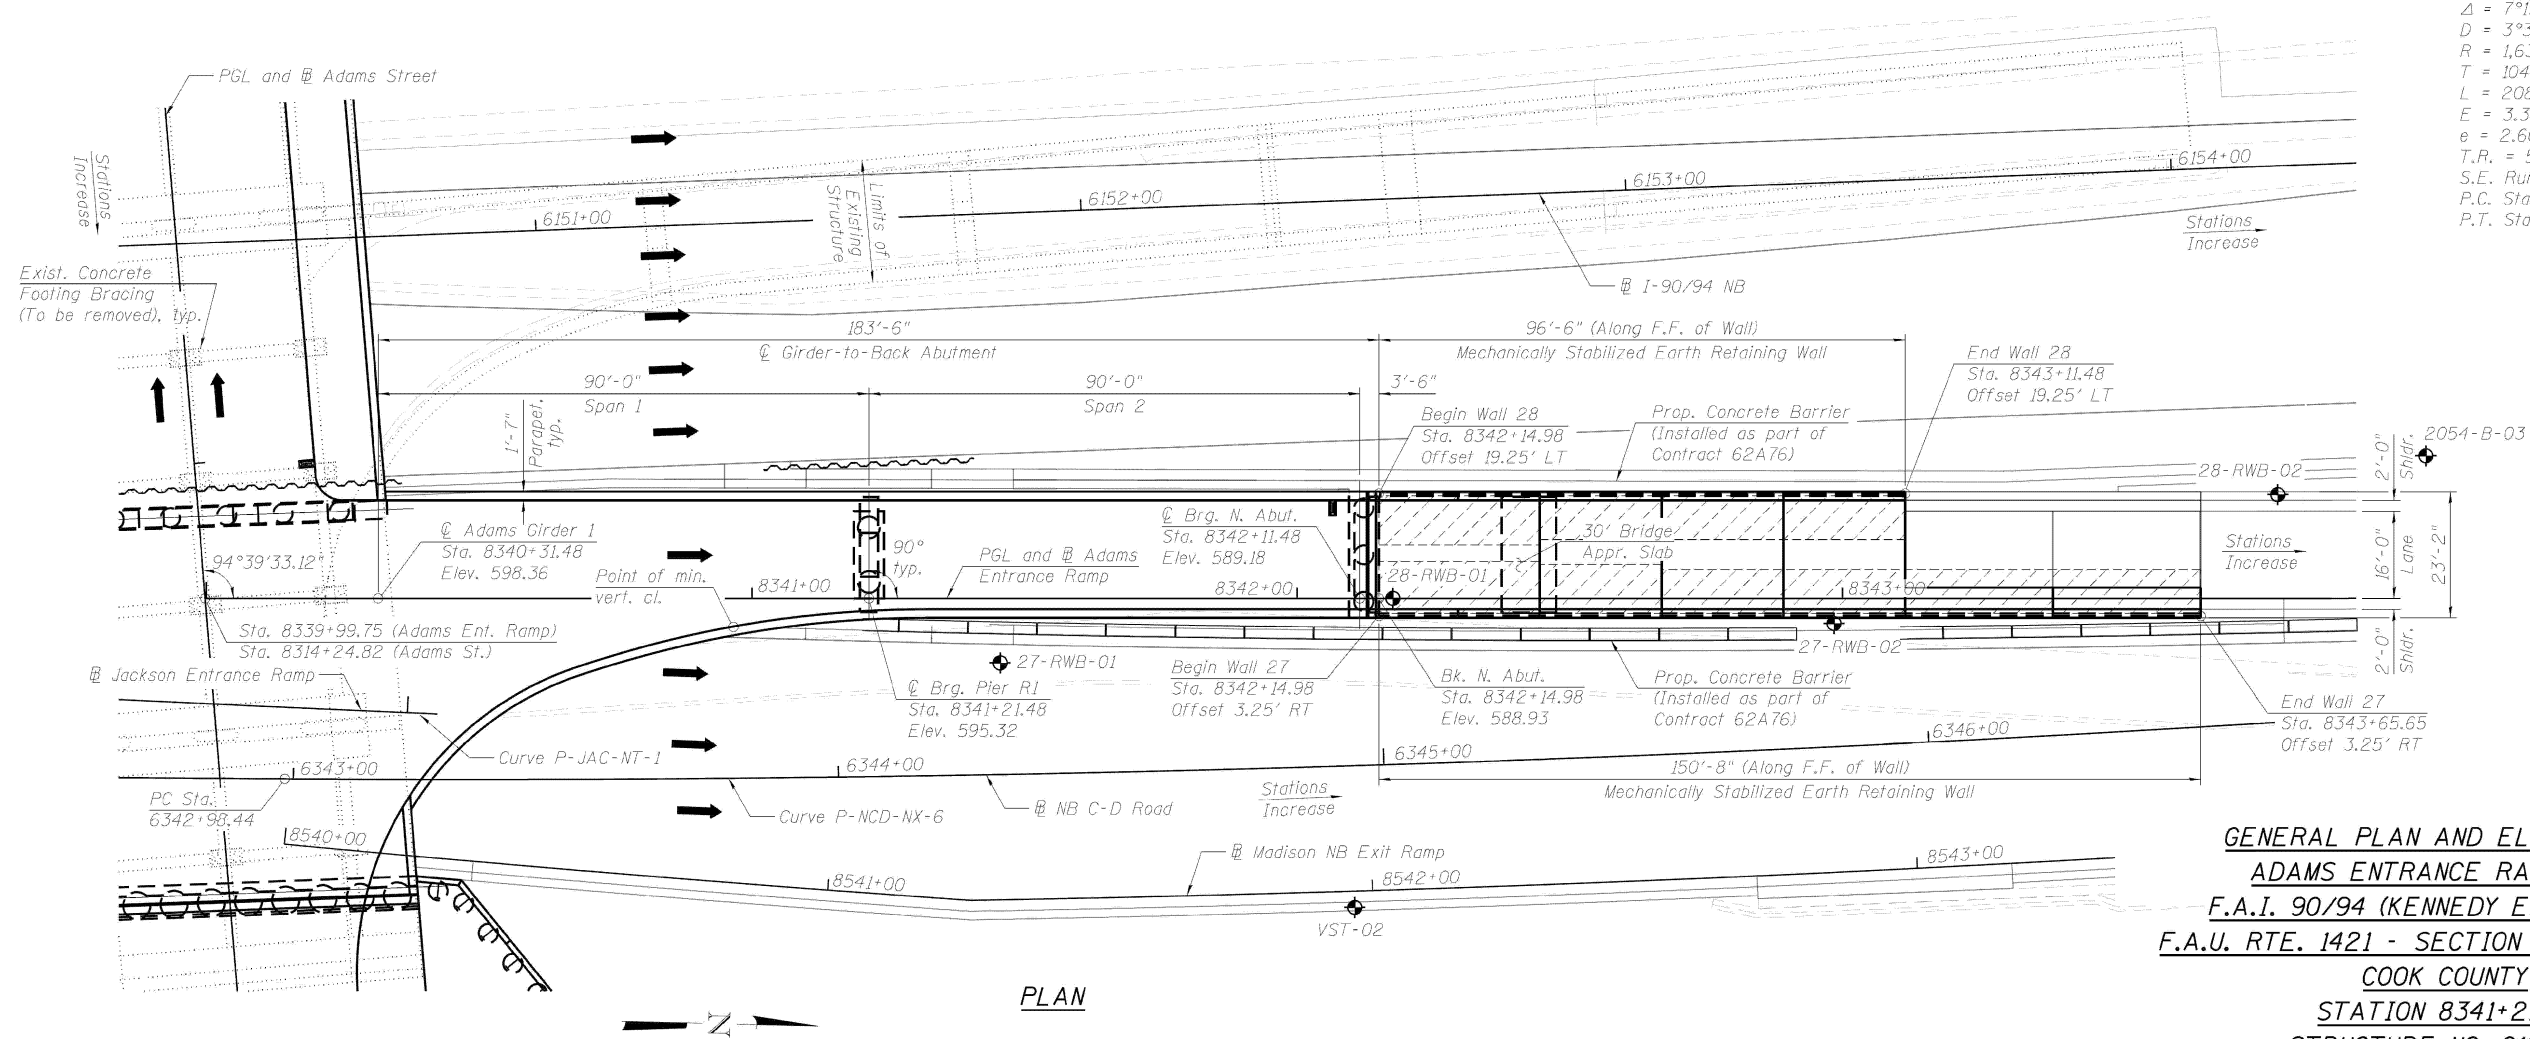 PGL and ⅊ Adams Street
Stations
Increase
Exist. Concrete
Footing Bracing
(To be removed), typ.
6151+00
6152+00
6153+00
6154+00
Limits of
Existing
Structure
Stations
Increase
I-90/94 NB
183'-6"
℄ Girder-to-Back Abutment
96'-6" (Along F.F. of Wall)
Mechanically Stabilized Earth Retaining Wall
90'-0"
Span 1
90'-0"
Span 2
3'-6"
1'-7"
Parapet,
typ.
End Wall 28
Sta. 8343+11.48
Offset 19.25' LT
Begin Wall 28
Sta. 8342+14.98
Offset 19.25' LT
Prop. Concrete Barrier
(Installed as part of
Contract 62A76)
2054-B-03
28-RWB-02
2'-0"
Shldr.
16'-0"
Lane
23'-2"
2'-0"
Shldr.
Stations
Increase
94°39'33.12"
℄ Adams Girder 1
Sta. 8340+31.48
Elev. 598.36
Point of min.
vert. cl.
8341+00
90°
typ.
PGL and ⅊ Adams
Entrance Ramp
℄ Brg. N. Abut.
Sta. 8342+11.48
Elev. 589.18
8342+00
28-RWB-01
30' Bridge
Appr. Slab
8343+00
Sta. 8339+99.75 (Adams Ent. Ramp)
Sta. 8314+24.82 (Adams St.)
Jackson Entrance Ramp
27-RWB-01
27-RWB-02
℄ Brg. Pier R1
Sta. 8341+21.48
Elev. 595.32
Begin Wall 27
Sta. 8342+14.98
Offset 3.25' RT
Bk. N. Abut.
Sta. 8342+14.98
Elev. 588.93
Prop. Concrete Barrier
(Installed as part of
Contract 62A76)
End Wall 27
Sta. 8343+65.65
Offset 3.25' RT
Curve P-JAC-NT-1
6343+00
6344+00
6345+00
6346+00
PC Sta.
6342+98.44
150'-8" (Along F.F. of Wall)
Mechanically Stabilized Earth Retaining Wall
Stations
Increase
Curve P-NCD-NX-6
NB C-D Road
8540+00
8541+00
8542+00
8543+00
Madison NB Exit Ramp
VST-02
PLAN
N
Δ = 7°1
D = 3°3
R = 1,63
T = 104
L = 208
E = 3.3
e = 2.6
T.R. =
S.E. Ru
P.C. Sta
P.T. Sta
GENERAL PLAN AND EL
ADAMS ENTRANCE RA
F.A.I. 90/94 (KENNEDY E
F.A.U. RTE. 1421 - SECTION
COOK COUNTY
STATION 8341+2